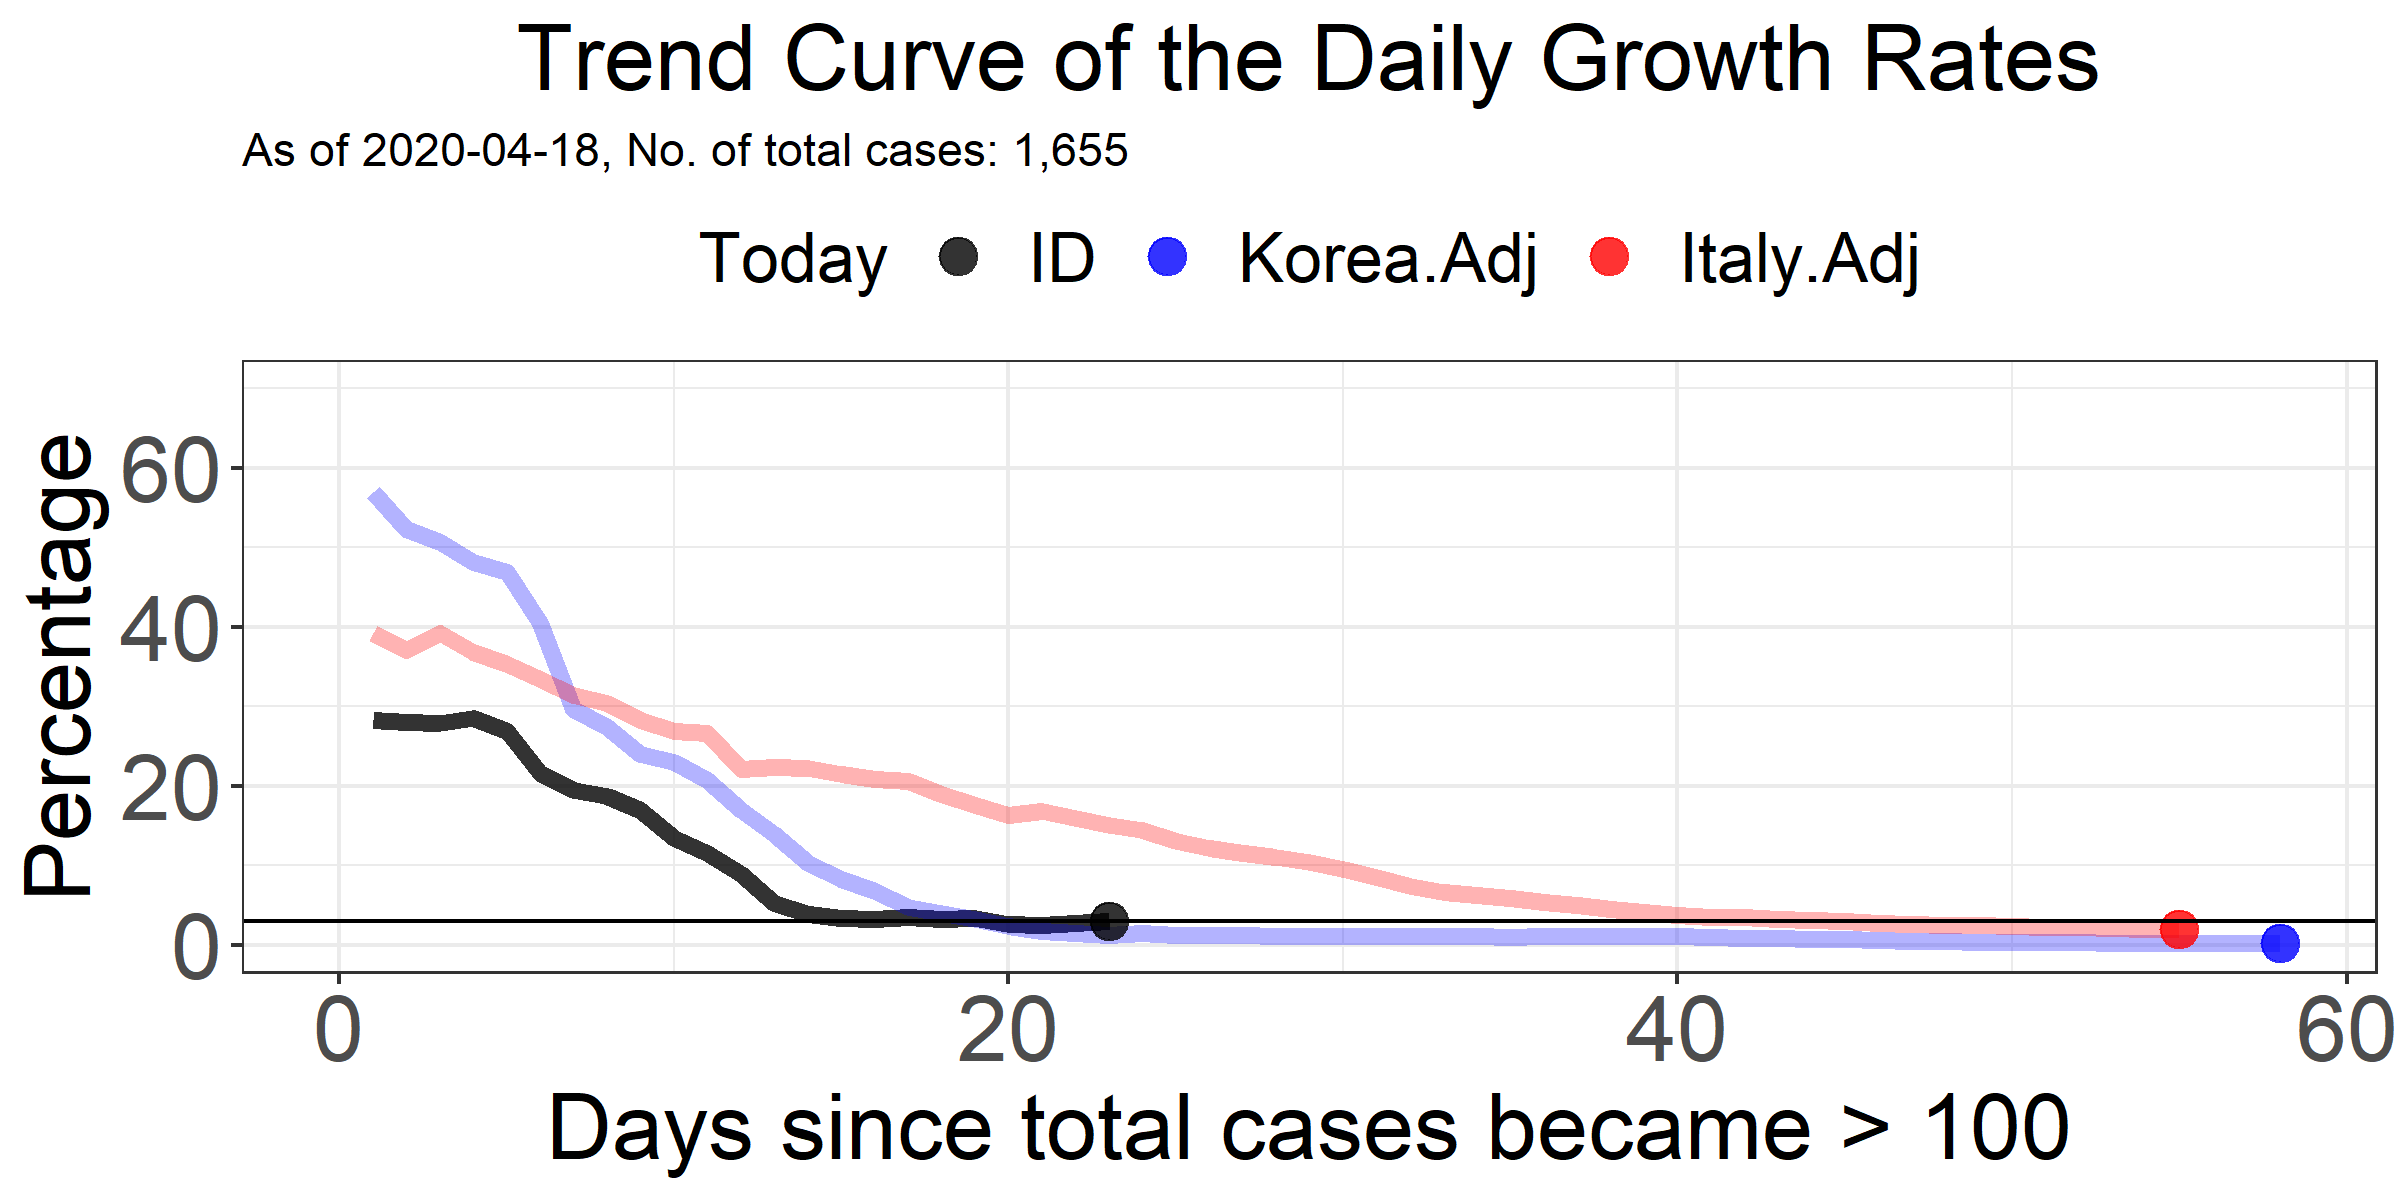 Trend Curve of the Daily Growth Rates
As of 2020-04-18, No. of total cases: 1,655
Today ID Korea.Adj Italy.Adj
Percentage
60
40
20
0
0 20 40 60
Days since total cases became > 100